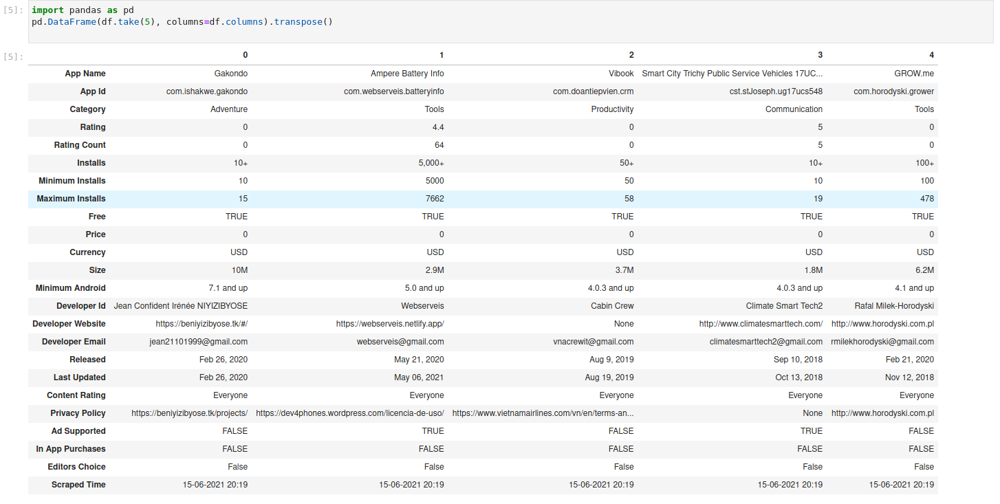 [5]: import pandas as pd
pd.DataFrame(df.take(5), columns=df.columns).transpose()
[5]: 0 1 2 3 4
App Name Gakondo Ampere Battery Info Vibook Smart City Trichy Public Service Vehicles 17UC... GROW.me
App Id com.ishakwe.gakondo com.webserveis.batteryinfo com.doantiepvien.crm cst.stJoseph.ug17ucs548 com.horodyski.grower
Category Adventure Tools Productivity Communication Tools
Rating 0 4.4 0 5 0
Rating Count 0 64 0 5 0
Installs 10+ 5,000+ 50+ 10+ 100+
Minimum Installs 10 5000 50 10 100
Maximum Installs 15 7662 58 19 478
Free TRUE TRUE TRUE TRUE TRUE
Price 0 0 0 0 0
Currency USD USD USD USD USD
Size 10M 2.9M 3.7M 1.8M 6.2M
Minimum Android 7.1 and up 5.0 and up 4.0.3 and up 4.0.3 and up 4.1 and up
Developer Id Jean Confident Irénée NIYIZIBYOSE Webserveis Cabin Crew Climate Smart Tech2 Rafal Milek-Horodyski
Developer Website https://beniyizibyose.tk/#/ https://webserveis.netlify.app/ None http://www.climatesmarttech.com/ http://www.horodyski.com.pl
Developer Email jean21101999@gmail.com webserveis@gmail.com vnacrewit@gmail.com climatesmarttech2@gmail.com rmilekhorodyski@gmail.com
Released Feb 26, 2020 May 21, 2020 Aug 9, 2019 Sep 10, 2018 Feb 21, 2020
Last Updated Feb 26, 2020 May 06, 2021 Aug 19, 2019 Oct 13, 2018 Nov 12, 2018
Content Rating Everyone Everyone Everyone Everyone Everyone
Privacy Policy https://beniyizibyose.tk/projects/ https://dev4phones.wordpress.com/licencia-de-uso/ https://www.vietnamairlines.com/vn/en/terms-an... None http://www.horodyski.com.pl
Ad Supported FALSE TRUE FALSE TRUE FALSE
In App Purchases FALSE FALSE FALSE FALSE FALSE
Editors Choice False False False False False
Scraped Time 15-06-2021 20:19 15-06-2021 20:19 15-06-2021 20:19 15-06-2021 20:19 15-06-2021 20:19